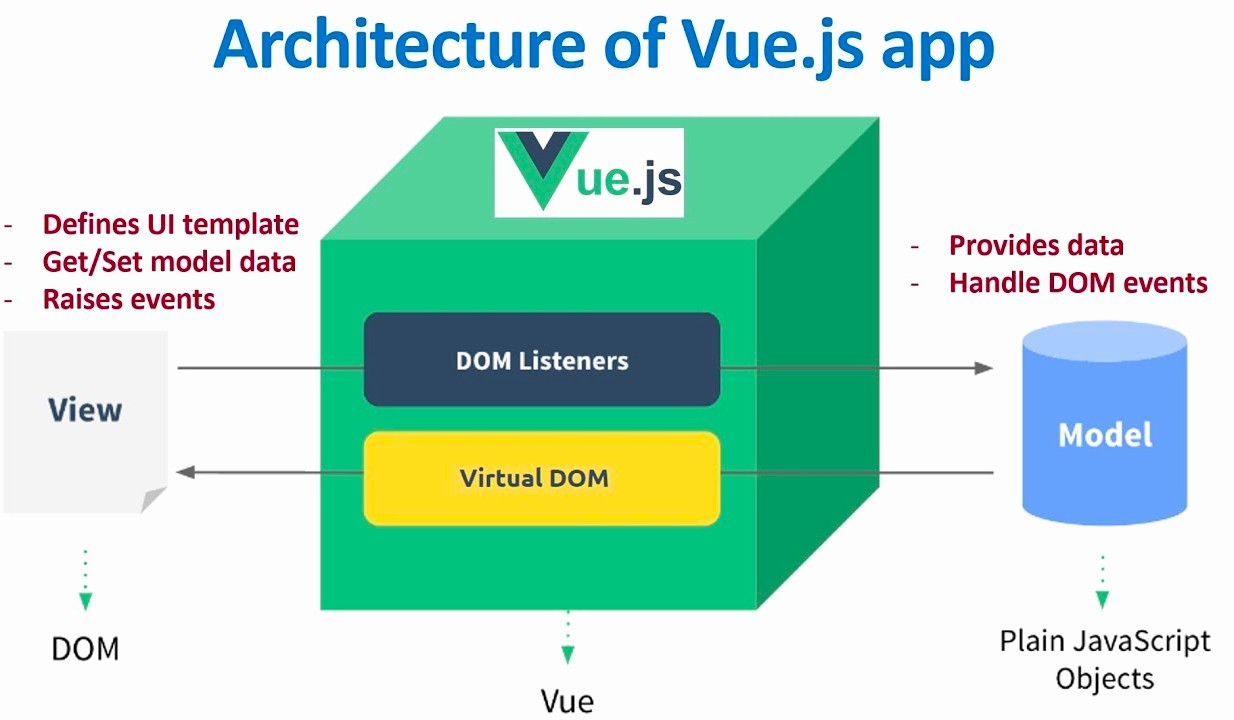 Architecture of Vue.js app
Vue.js
- Defines UI template
- Get/Set model data
- Raises events
- Provides data
- Handle DOM events
DOM Listeners
View
Model
Virtual DOM
DOM
Vue
Plain JavaScript
Objects